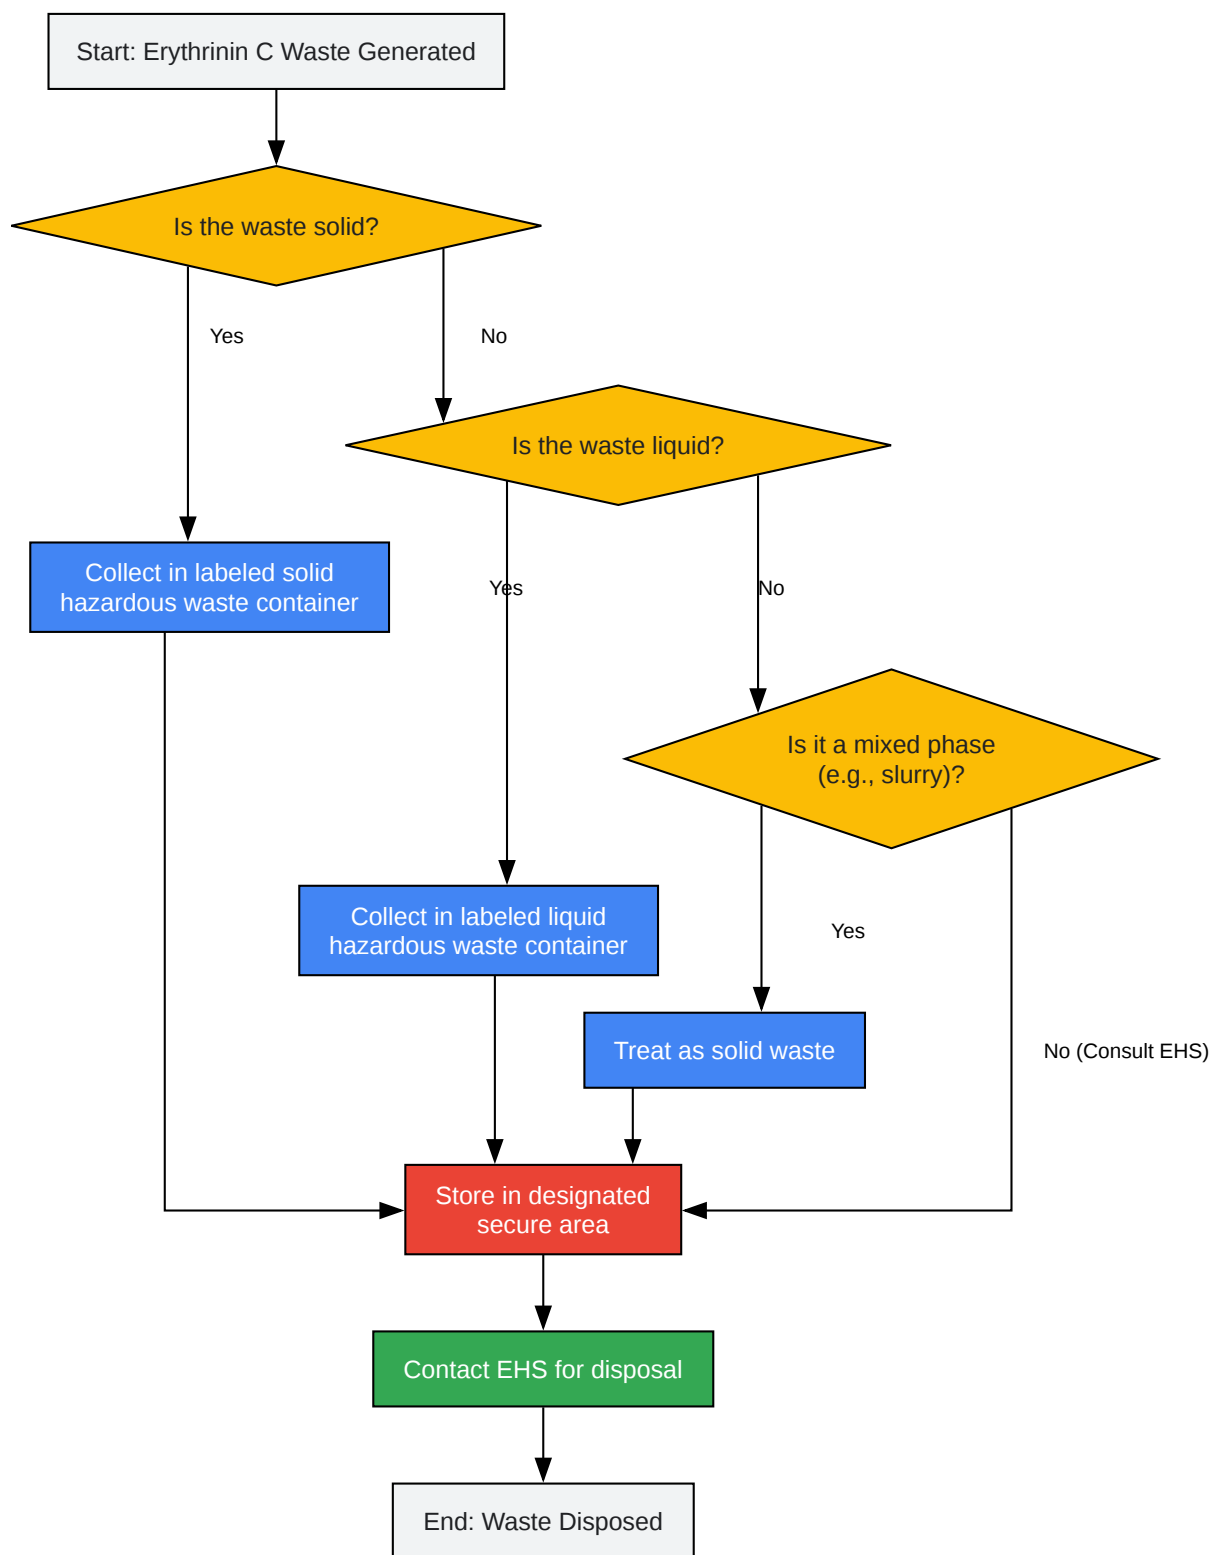 Start: Erythrinin C Waste Generated
Is the waste solid?
Yes
No
Is the waste liquid?
Collect in labeled solid
hazardous waste container
Yes
No
Is it a mixed phase
(e.g., slurry)?
Collect in labeled liquid
hazardous waste container
Yes
Treat as solid waste
No (Consult EHS)
Store in designated
secure area
Contact EHS for disposal
End: Waste Disposed